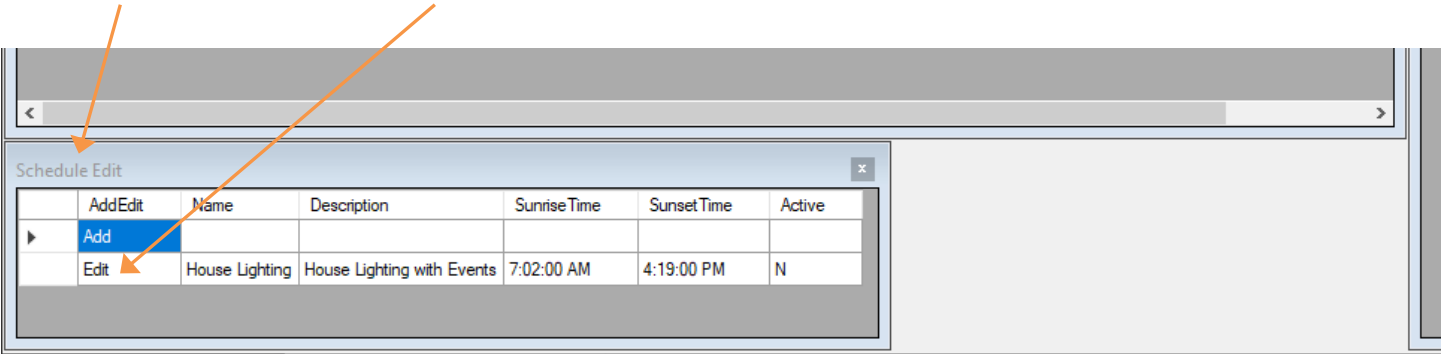 Schedule Edit
AddEdit Name Description SunriseTime SunsetTime Active
Add
Edit House Lighting House Lighting with Events 7:02:00 AM 4:19:00 PM N